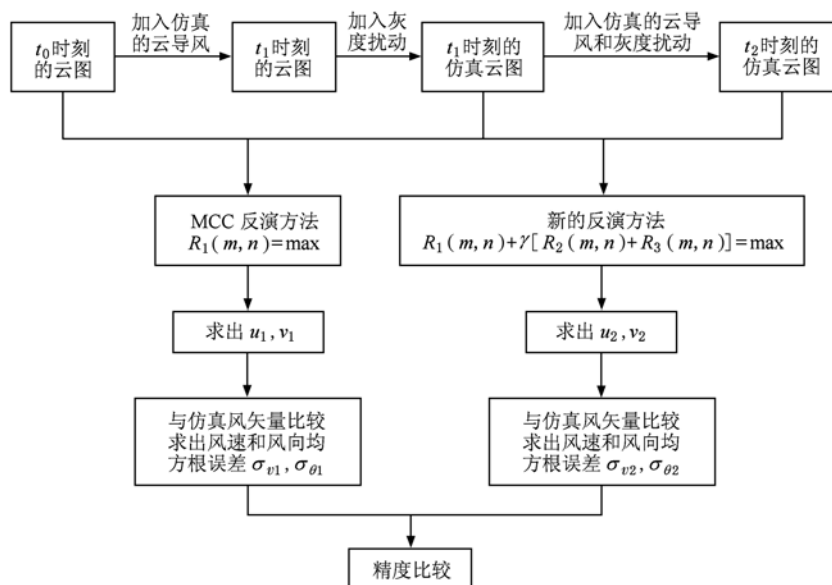 t₀时刻
的云图
加入仿真
的云导风
t₁时刻
的云图
加入灰
度扰动
t₁时刻的
仿真云图
加入仿真的云导
风和灰度扰动
t₂时刻的
仿真云图
MCC 反演方法
R₁(m,n)=max
新的反演方法
R₁(m,n)+γ[R₂(m,n)+R₃(m,n)]=max
求出 u₁,v₁
求出 u₂,v₂
与仿真风矢量比较
求出风速和风向均
方根误差 σᵥ₁,σθ₁
与仿真风矢量比较
求出风速和风向均
方根误差 σᵥ₂,σθ₂
精度比较